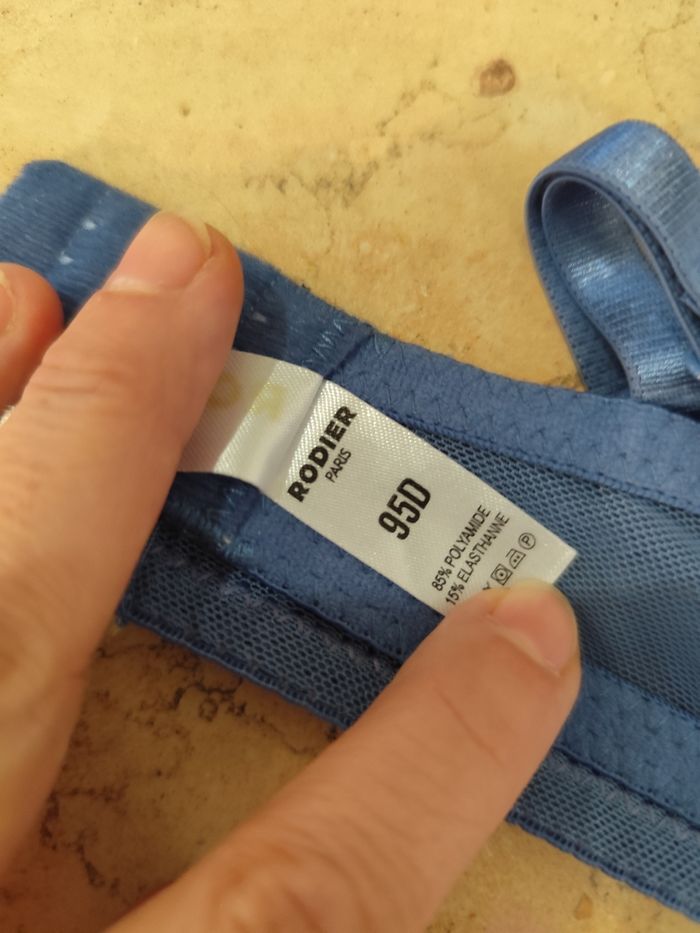 RODIER
PARIS
95D
85% POLYAMIDE
15% ELASTHANNE
P